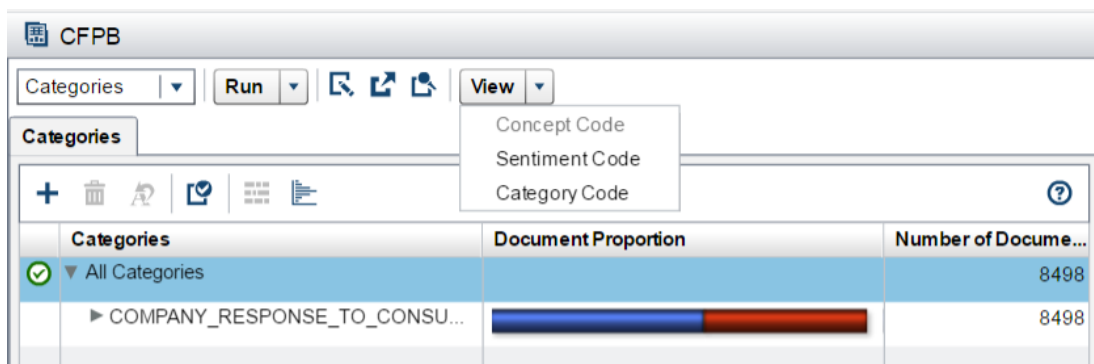 CFPB
Categories Run View
Concept Code
Categories
Sentiment Code
Category Code
Categories Document Proportion Number of Docume...
All Categories 8498
COMPANY_RESPONSE_TO_CONSU... 8498